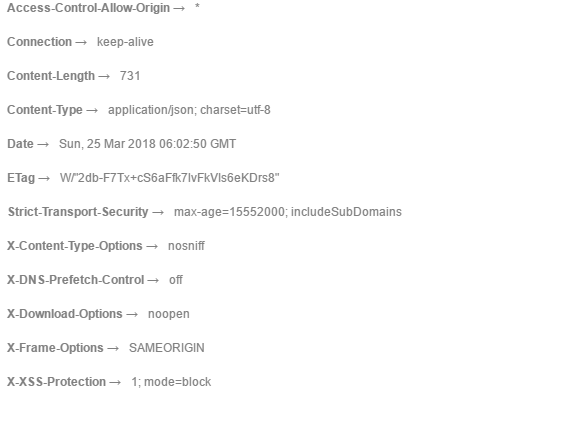 Access-Control-Allow-Origin → *
Connection → keep-alive
Content-Length → 731
Content-Type → application/json; charset=utf-8
Date → Sun, 25 Mar 2018 06:02:50 GMT
ETag → W/"2db-F7Tx+cS6aFfk7lvFkVls6eKDrs8"
Strict-Transport-Security → max-age=15552000; includeSubDomains
X-Content-Type-Options → nosniff
X-DNS-Prefetch-Control → off
X-Download-Options → noopen
X-Frame-Options → SAMEORIGIN
X-XSS-Protection → 1; mode=block